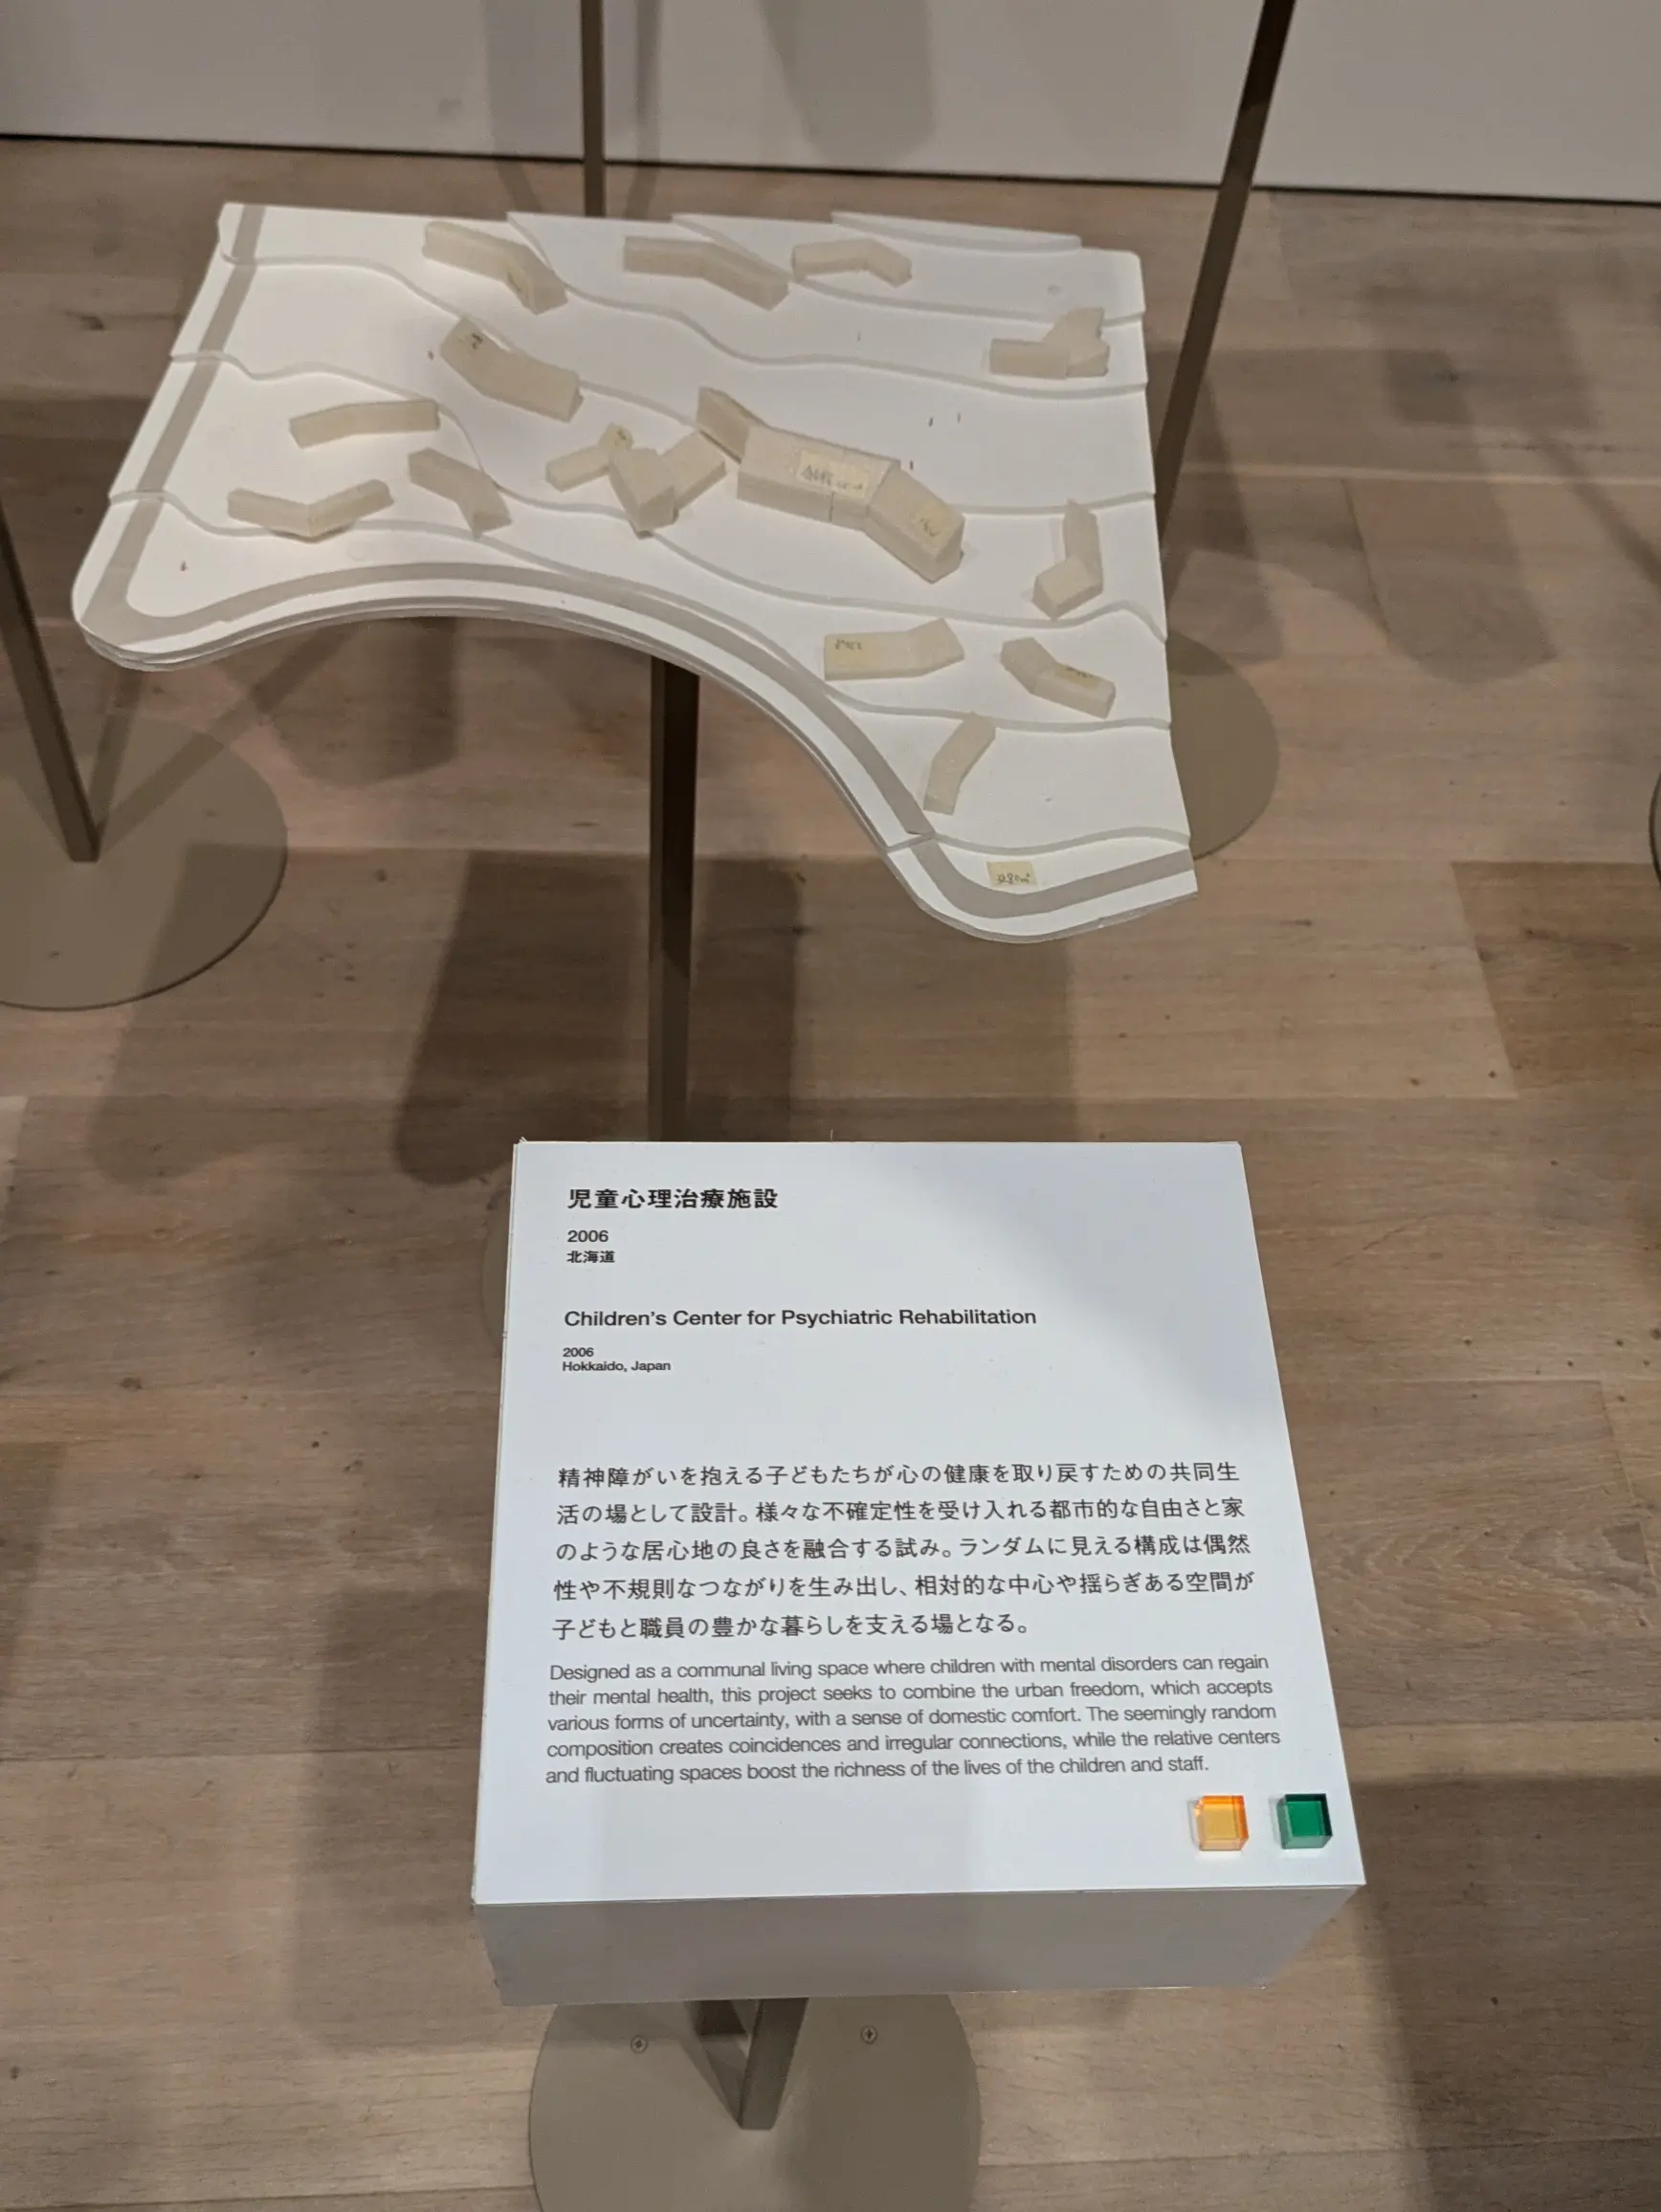 児童心理治療施設
2006
北海道
Children's Center for Psychiatric Rehabilitation
2006
Hokkaido, Japan
精神障がいを抱える子どもたちが心の健康を取り戻すための共同生
活の場として設計。様々な不確定性を受け入れる都市的な自由さと家
のような居心地の良さを融合する試み。ランダムに見える構成は偶然
性や不規則なつながりを生み出し、相対的な中心や揺らぎある空間が
子どもと職員の豊かな暮らしを支える場となる。
Designed as a communal living space where children with mental disorders can regain
their mental health, this project seeks to combine the urban freedom, which accepts
various forms of uncertainty, with a sense of domestic comfort. The seemingly random
composition creates coincidences and irregular connections, while the relative centers
and fluctuating spaces boost the richness of the lives of the children and staff.